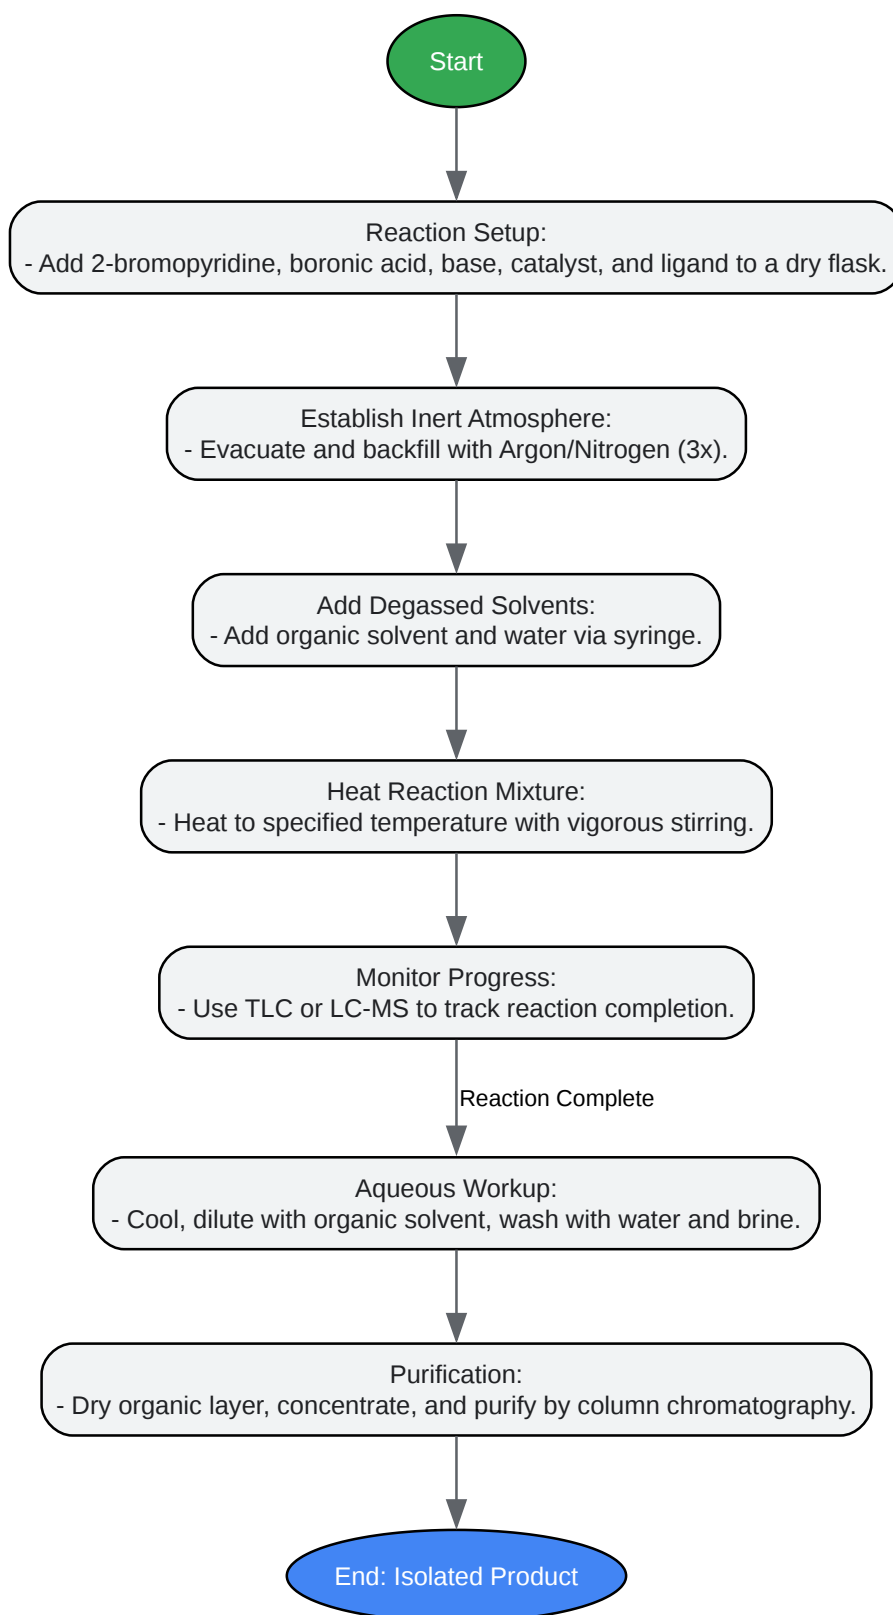 Start
Reaction Setup:
- Add 2-bromopyridine, boronic acid, base, catalyst, and ligand to a dry flask.
Establish Inert Atmosphere:
- Evacuate and backfill with Argon/Nitrogen (3x).
Add Degassed Solvents:
- Add organic solvent and water via syringe.
Heat Reaction Mixture:
- Heat to specified temperature with vigorous stirring.
Monitor Progress:
- Use TLC or LC-MS to track reaction completion.
Reaction Complete
Aqueous Workup:
- Cool, dilute with organic solvent, wash with water and brine.
Purification:
- Dry organic layer, concentrate, and purify by column chromatography.
End: Isolated Product